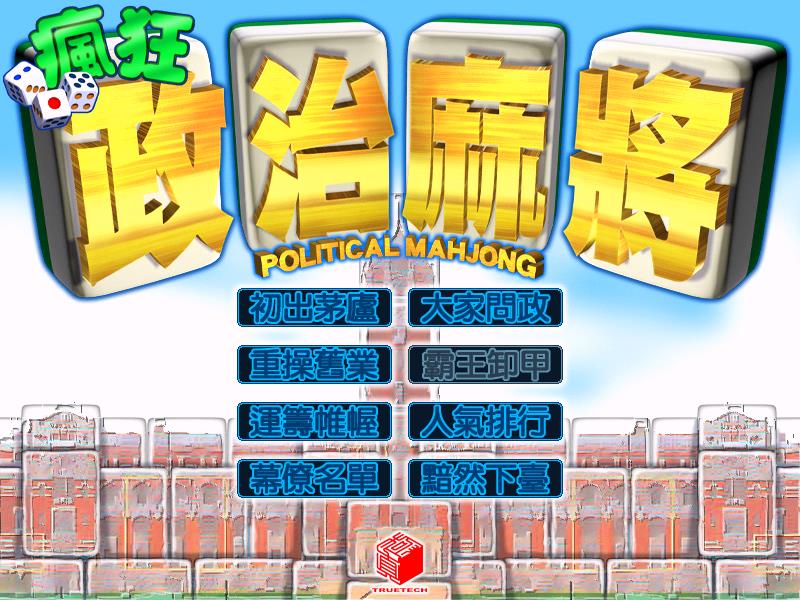 瘋狂
政治麻將
POLITICAL MAHJONG
初出茅廬 大家問政
重操舊業 霸王卸甲
運籌帷幄 人氣排行
幕僚名單 黯然下臺
TRUETECH